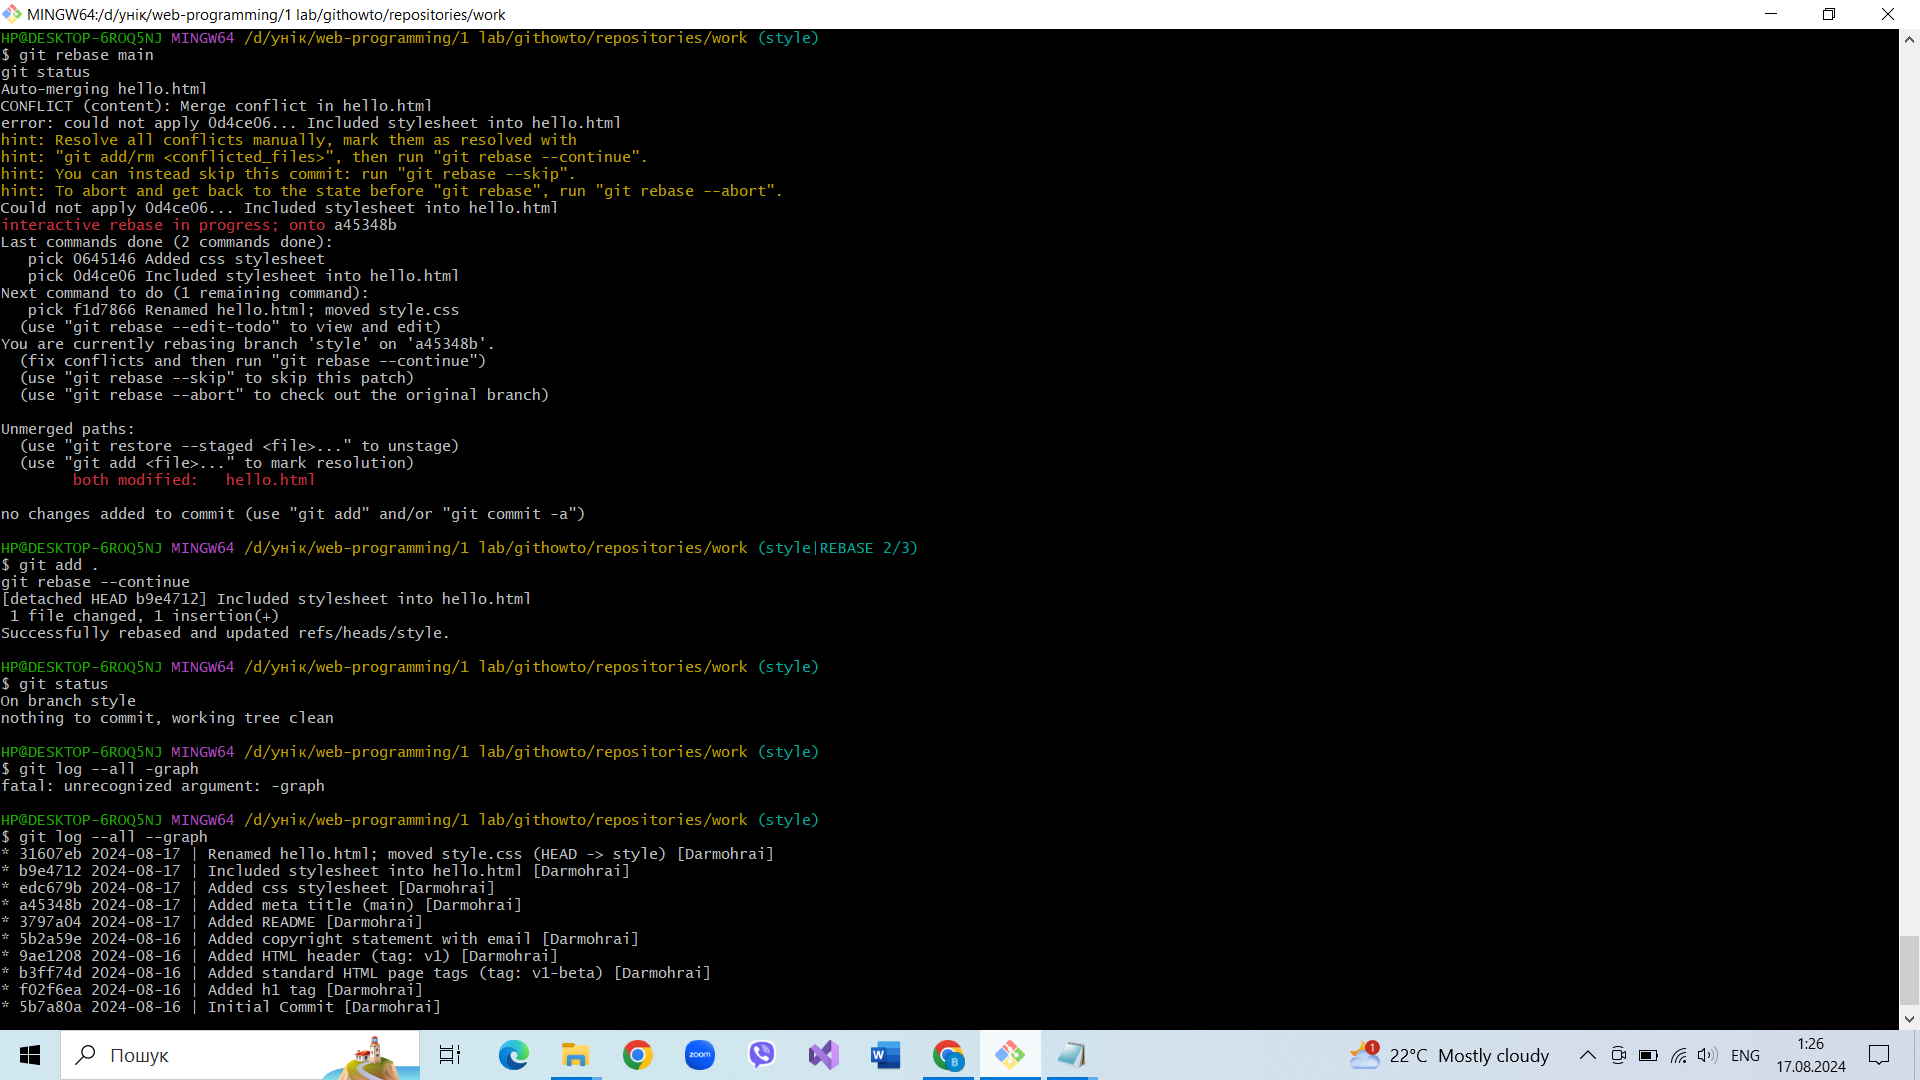 MINGW64:/d/унік/web-programming/1 lab/githowto/repositories/work
HP@DESKTOP-6ROQ5NJ MINGW64 /d/унік/web-programming/1 lab/githowto/repositories/work (style)
$ git rebase main
git status
Auto-merging hello.html
CONFLICT (content): Merge conflict in hello.html
error: could not apply 0d4ce06... Included stylesheet into hello.html
hint: Resolve all conflicts manually, mark them as resolved with
hint: "git add/rm <conflicted_files>", then run "git rebase --continue".
hint: You can instead skip this commit: run "git rebase --skip".
hint: To abort and get back to the state before "git rebase", run "git rebase --abort".
Could not apply 0d4ce06... Included stylesheet into hello.html
interactive rebase in progress; onto a45348b
Last commands done (2 commands done):
   pick 0645146 Added css stylesheet
   pick 0d4ce06 Included stylesheet into hello.html
Next command to do (1 remaining command):
   pick f1d7866 Renamed hello.html; moved style.css
  (use "git rebase --edit-todo" to view and edit)
You are currently rebasing branch 'style' on 'a45348b'.
  (fix conflicts and then run "git rebase --continue")
  (use "git rebase --skip" to skip this patch)
  (use "git rebase --abort" to check out the original branch)
Unmerged paths:
  (use "git restore --staged <file>..." to unstage)
  (use "git add <file>..." to mark resolution)
        both modified:   hello.html
no changes added to commit (use "git add" and/or "git commit -a")
HP@DESKTOP-6ROQ5NJ MINGW64 /d/унік/web-programming/1 lab/githowto/repositories/work (style|REBASE 2/3)
$ git add .
git rebase --continue
[detached HEAD b9e4712] Included stylesheet into hello.html
 1 file changed, 1 insertion(+)
Successfully rebased and updated refs/heads/style.
HP@DESKTOP-6ROQ5NJ MINGW64 /d/унік/web-programming/1 lab/githowto/repositories/work (style)
$ git status
On branch style
nothing to commit, working tree clean
HP@DESKTOP-6ROQ5NJ MINGW64 /d/унік/web-programming/1 lab/githowto/repositories/work (style)
$ git log --all -graph
fatal: unrecognized argument: -graph
HP@DESKTOP-6ROQ5NJ MINGW64 /d/унік/web-programming/1 lab/githowto/repositories/work (style)
$ git log --all --graph
* 31607eb 2024-08-17 | Renamed hello.html; moved style.css (HEAD -> style) [Darmohrai]
* b9e4712 2024-08-17 | Included stylesheet into hello.html [Darmohrai]
* edc679b 2024-08-17 | Added css stylesheet [Darmohrai]
* a45348b 2024-08-17 | Added meta title (main) [Darmohrai]
* 3797a04 2024-08-17 | Added README [Darmohrai]
* 5b2a59e 2024-08-16 | Added copyright statement with email [Darmohrai]
* 9ae1208 2024-08-16 | Added HTML header (tag: v1) [Darmohrai]
* b3ff74d 2024-08-16 | Added standard HTML page tags (tag: v1-beta) [Darmohrai]
* f02f6ea 2024-08-16 | Added h1 tag [Darmohrai]
* 5b7a80a 2024-08-16 | Initial Commit [Darmohrai]
Пошук
zoom
W
B
1
22°C Mostly cloudy
ENG
1:26
17.08.2024